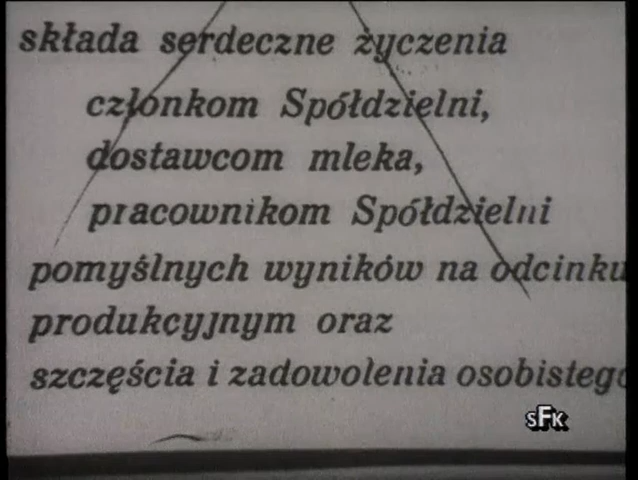 składa serdeczne życzenia
członkom Spółdzielni,
dostawcom mleka,
pracownikom Spółdzielni
pomyślnych wyników na odcinku
produkcyjnym oraz
szczęścia i zadowolenia osobistego
SFK